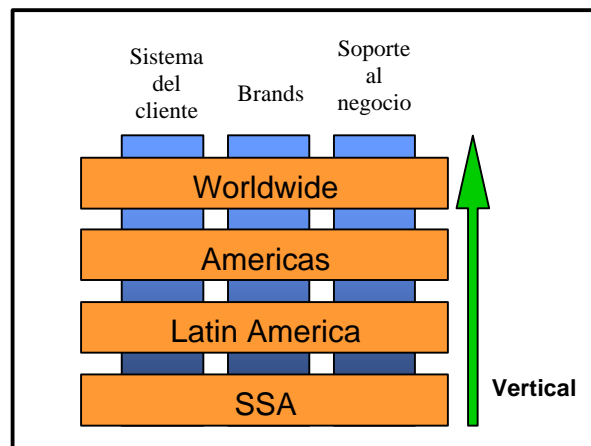 Sistema
del
cliente
Brands
Soporte
al
negocio
Worldwide
Americas
Latin America
SSA
Vertical